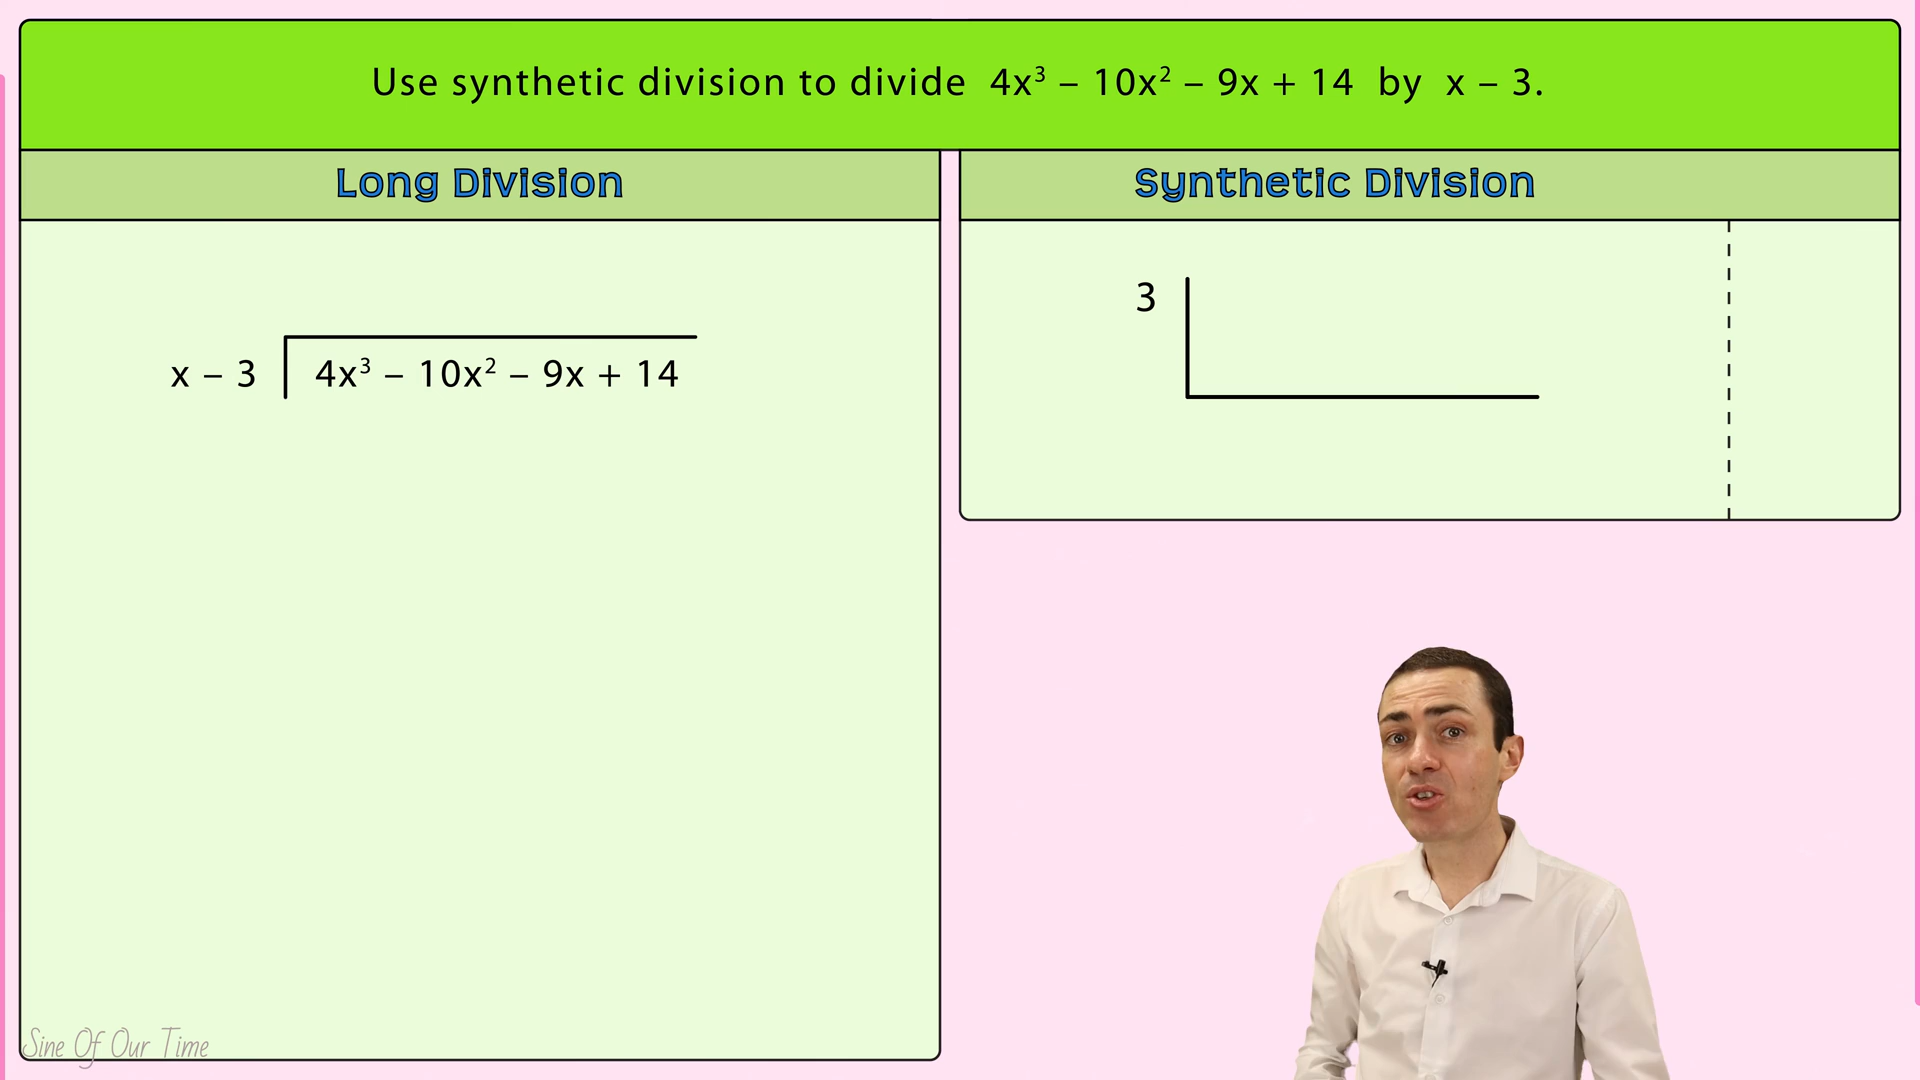 Use synthetic division to divide 4x³ – 10x² – 9x + 14 by x – 3.
Long Division
x – 3 4x³ – 10x² – 9x + 14
Synthetic Division
3
Sine Of Our Time